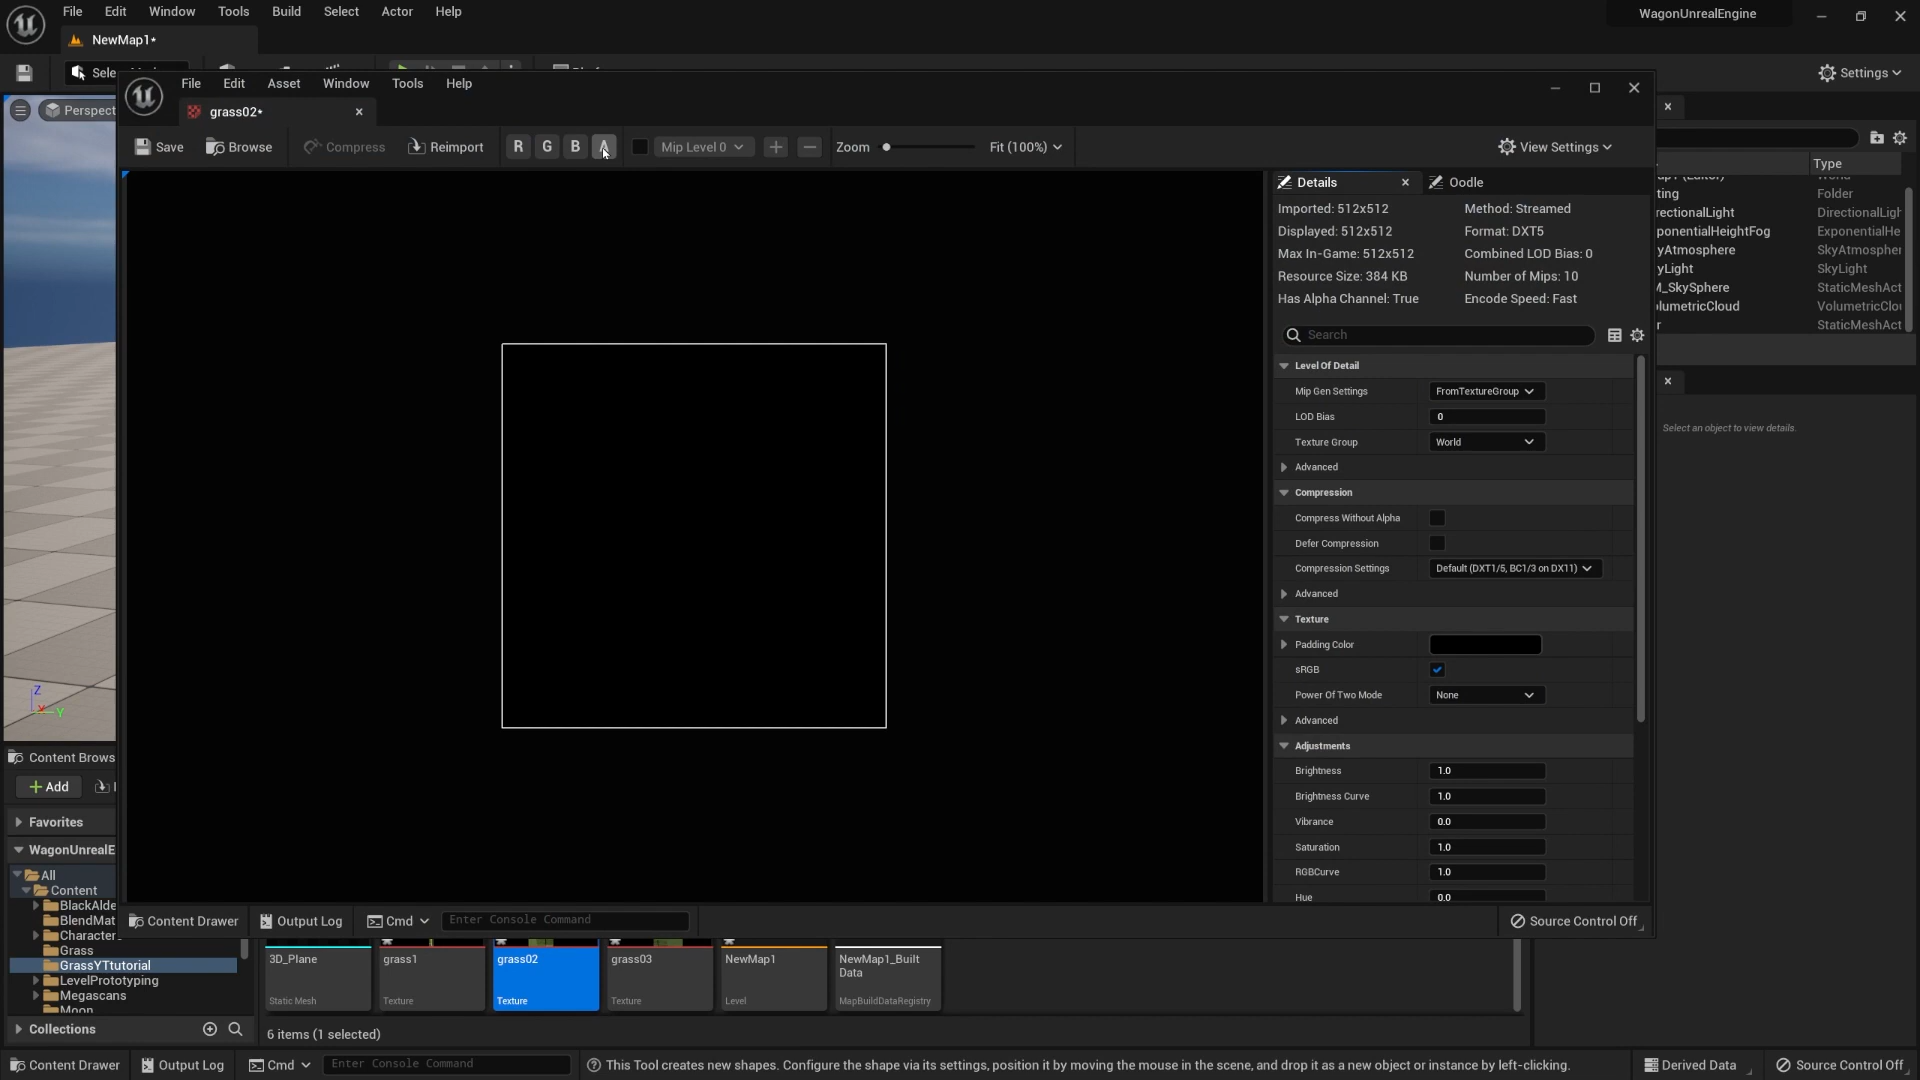 File Edit Window Tools Build Select Actor Help
WagonUnrealEngine
NewMap1*
Settings
File Edit Asset Window Tools Help
grass02*
Save Browse Compress Reimport R G B A Mip Level 0 Zoom Fit (100%) View Settings
Details Oodle
Imported: 512x512 Method: Streamed
Displayed: 512x512 Format: DXT5
Max In-Game: 512x512 Combined LOD Bias: 0
Resource Size: 384 KB Number of Mips: 10
Has Alpha Channel: True Encode Speed: Fast
Search
Level Of Detail
Mip Gen Settings FromTextureGroup
LOD Bias 0
Texture Group World
Advanced
Compression
Compress Without Alpha
Defer Compression
Compression Settings Default (DXT1/5, BC1/3 on DX11)
Advanced
Texture
Padding Color
sRGB
Power Of Two Mode None
Advanced
Adjustments
Brightness 1.0
Brightness Curve 1.0
Vibrance 0.0
Saturation 1.0
RGBCurve 1.0
Hue 0.0
Content Drawer Output Log Cmd Enter Console Command Source Control Off
Type
ting Folder
rectionalLight DirectionalLigh
ponentialHeightFog ExponentialHe
yAtmosphere SkyAtmospher
yLight SkyLight
M_SkySphere StaticMeshAct
olumetricCloud VolumetricClou
r StaticMeshAct
Select an object to view details.
Perspect
Z
X
Y
Content Brows
Add
Favorites
WagonUnrealE
All
Content
BlackAlde
BlendMat
Character
Grass
GrassYTtutorial
LevelPrototyping
Megascans
Moon
Collections
3D_Plane
Static Mesh
grass1
Texture
grass02
Texture
grass03
Texture
NewMap1
Level
NewMap1_Built
Data
MapBuildDataRegistry
6 items (1 selected)
Content Drawer Output Log Cmd Enter Console Command This Tool creates new shapes. Configure the shape via its settings, position it by moving the mouse in the scene, and drop it as a new object or instance by left-clicking. Derived Data Source Control Off